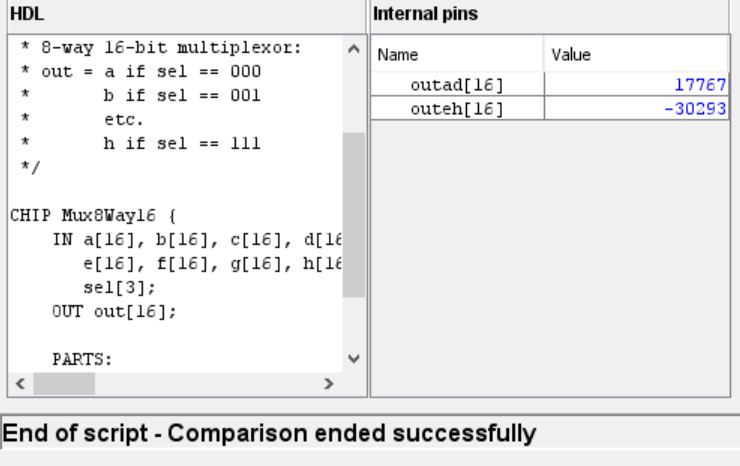 HDL
* 8-way 16-bit multiplexor:
* out = a if sel == 000
* b if sel == 001
* etc.
* h if sel == 111
*/
CHIP Mux8Way16 {
IN a[16], b[16], c[16], d[16
e[16], f[16], g[16], h[16
sel[3];
OUT out[16];
PARTS:
Internal pins
Name Value
outad[16] 17767
outeh[16] -30293
End of script - Comparison ended successfully